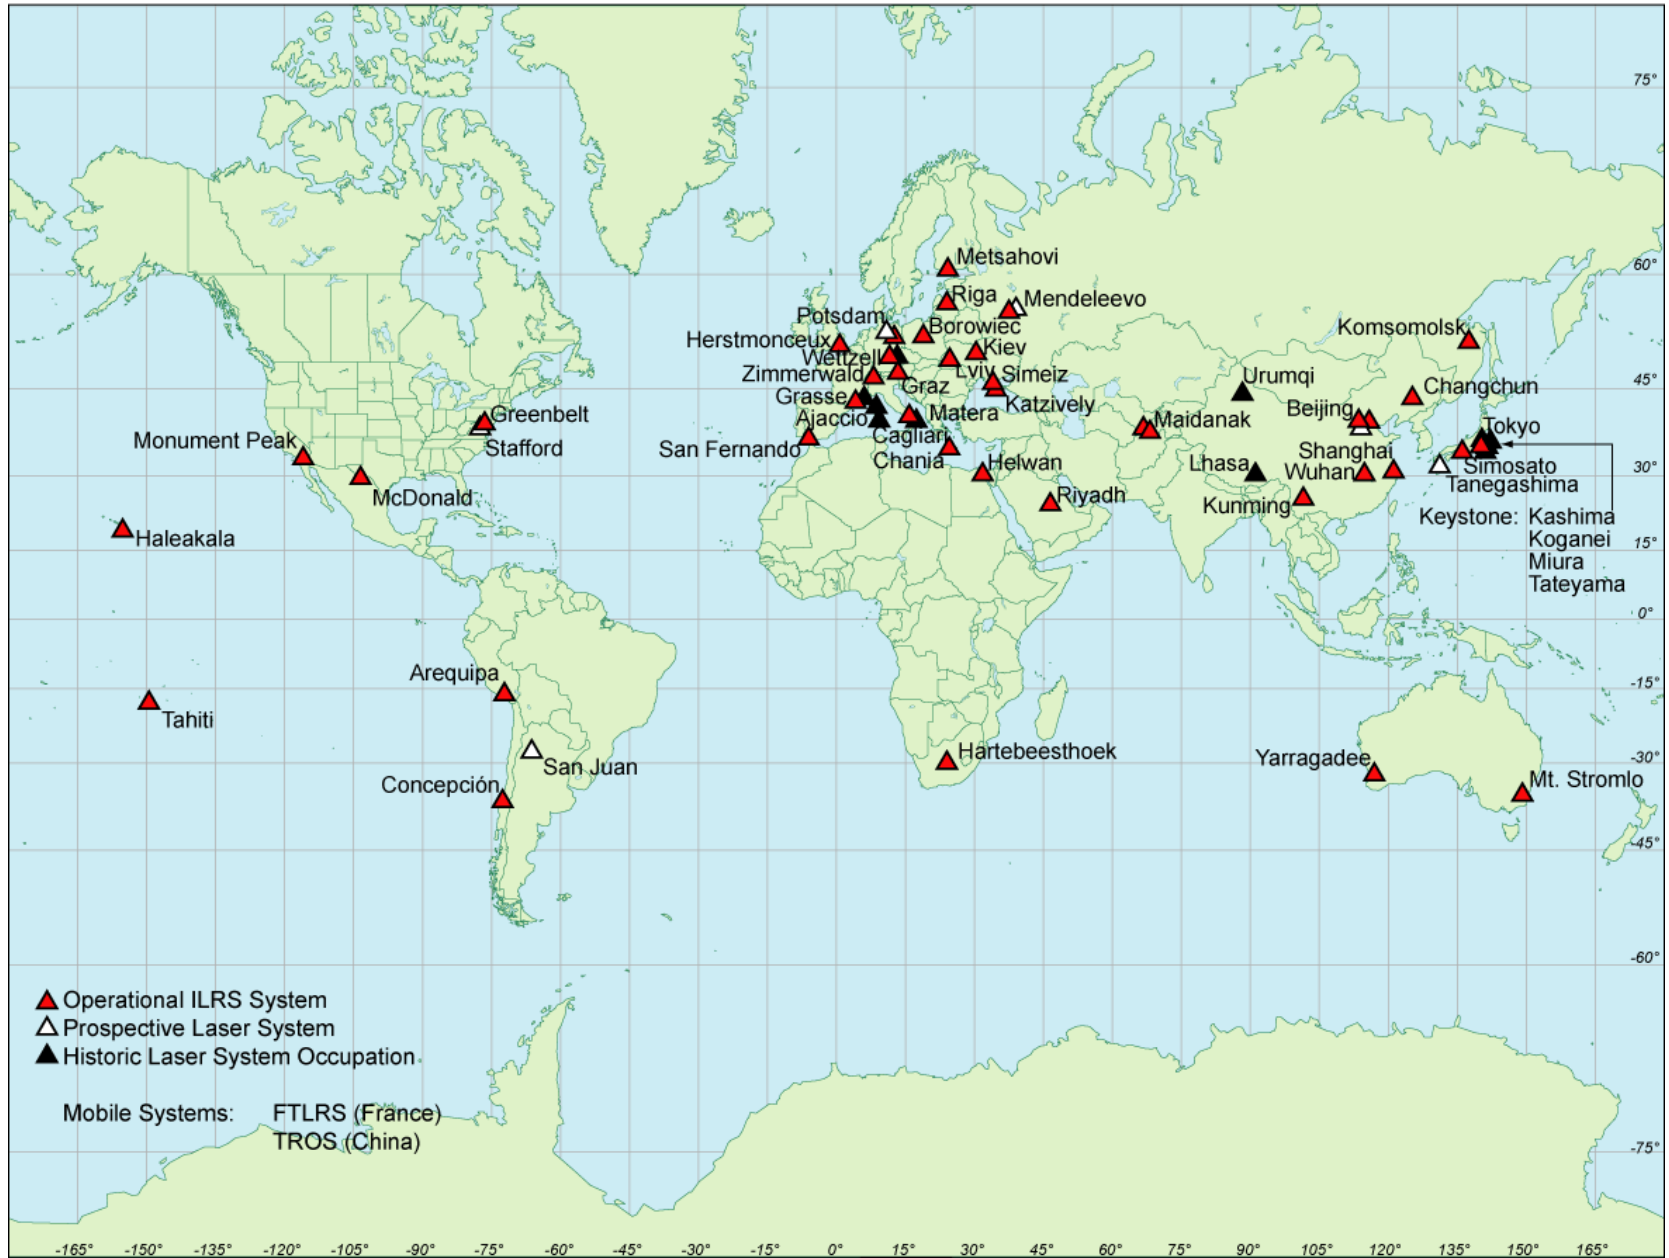 75°
Metsahovi
60°
Riga
Mendeleevo
Potsdam
Borowiec
Komsomolsk
Herstmonceux
Kiev
Wettzell
Lviv
Simeiz
Zimmerwald
Graz
Urumqi
45°
Changchun
Grasse
Katzively
Beijing
Greenbelt
Ajaccio
Matera
Maidanak
Tokyo
Monument Peak
Stafford
San Fernando
Cagliari
Shanghai
Chania
Helwan
Lhasa
Wuhan
Simosato
30°
Tanegashima
McDonald
Riyadh
Kunming
Keystone: Kashima
Koganei
Miura
Tateyama
Haleakala
15°
0°
Arequipa
-15°
Tahiti
Hartebeesthoek
Yarragadee
-30°
San Juan
Concepción
Mt. Stromlo
-45°
-60°
Operational ILRS System
Prospective Laser System
Historic Laser System Occupation
Mobile Systems: FTLRS (France)
TROS (China)
-75°
-165° -150° -135° -120° -105° -90° -75° -60° -45° -30° -15° 0° 15° 30° 45° 60° 75° 90° 105° 120° 135° 150° 165°